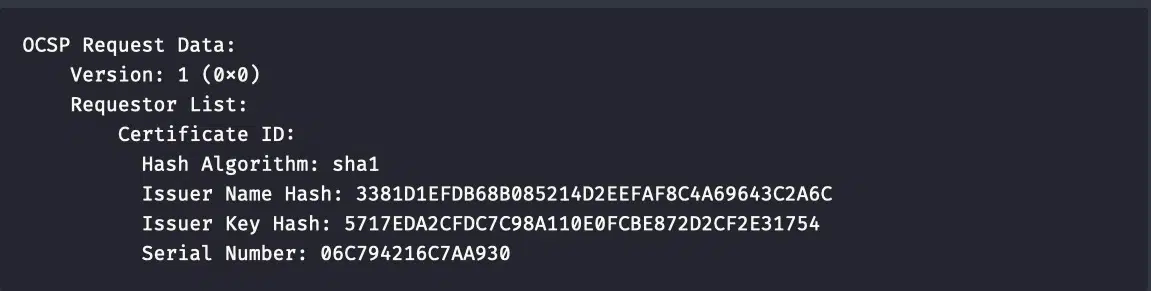 OCSP Request Data:
Version: 1 (0×0)
Requestor List:
Certificate ID:
Hash Algorithm: sha1
Issuer Name Hash: 3381D1EFDB68B085214D2EEFAF8C4A69643C2A6C
Issuer Key Hash: 5717EDA2CFDC7C98A110E0FCBE872D2CF2E31754
Serial Number: 06C794216C7AA930